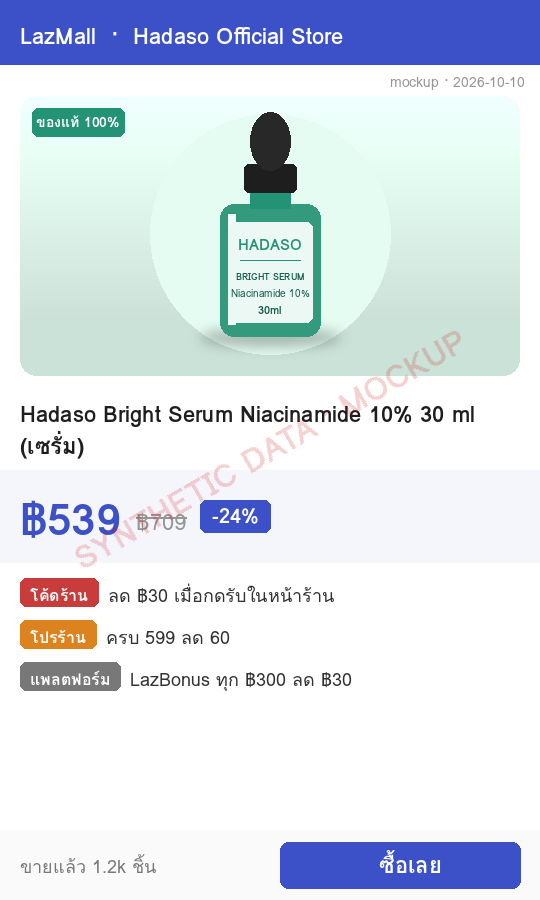 LazMall · Hadaso Official Store
mockup · 2026-10-10
ของแท้ 100%
HADASO
BRIGHT SERUM
Niacinamide 10%
30ml
Hadaso Bright Serum Niacinamide 10% 30 ml
(เซรั่ม)
SYNTHETIC DATA · MOCKUP
฿539 ฿709 -24%
โค้ดร้าน ลด ฿30 เมื่อกดรับในหน้าร้าน
โปรร้าน ครบ 599 ลด 60
แพลตฟอร์ม LazBonus ทุก ฿300 ลด ฿30
ขายแล้ว 1.2k ชิ้น ซื้อเลย